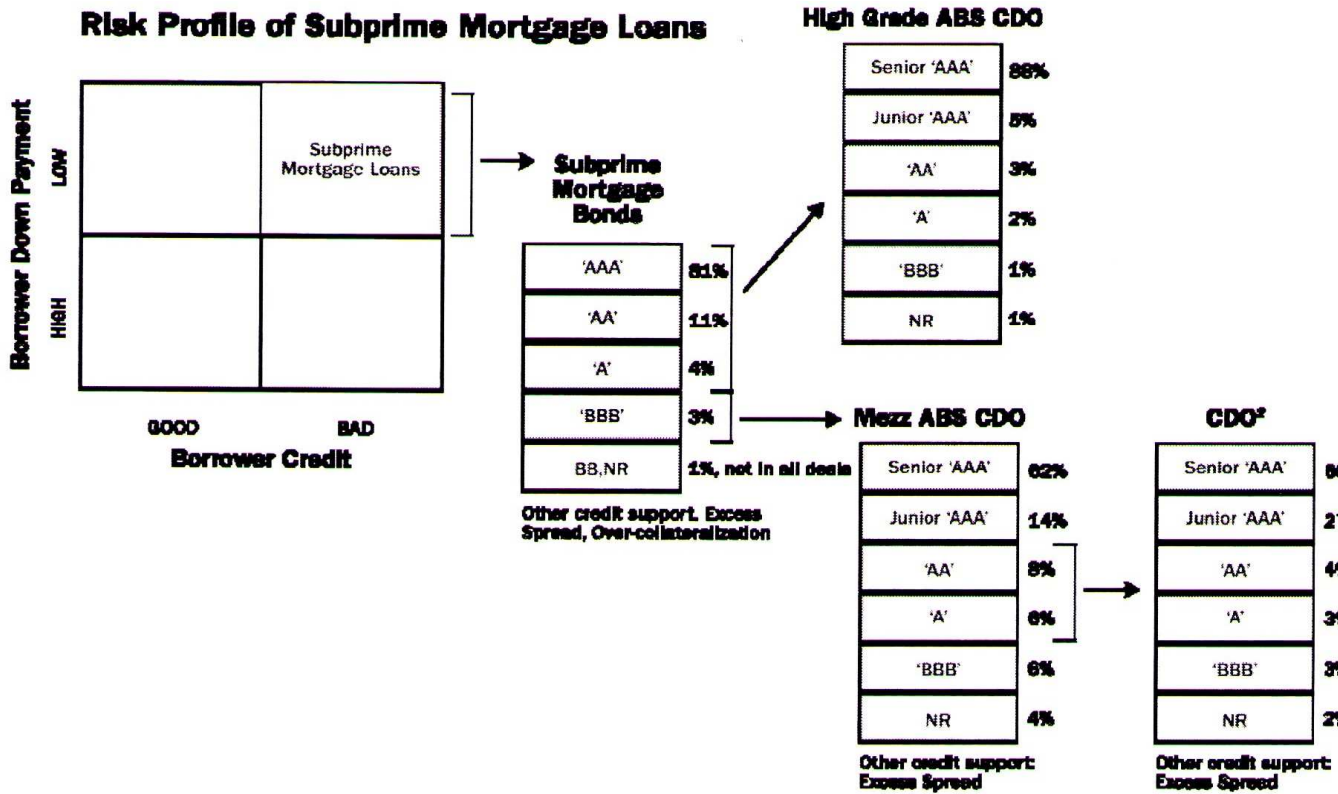 Risk Profile of Subprime Mortgage Loans
Borrower Down Payment
LOW
HIGH
Subprime
Mortgage Loans
GOOD
BAD
Borrower Credit
Subprime
Mortgage
Bonds
'AAA' 81%
'AA' 11%
'A' 4%
'BBB' 3%
BB,NR 1%, not in all deals
Other credit support. Excess
Spread, Over-collateralization
High Grade ABS CDO
Senior 'AAA' 88%
Junior 'AAA' 5%
'AA' 3%
'A' 2%
'BBB' 1%
NR 1%
Mezz ABS CDO
Senior 'AAA' 62%
Junior 'AAA' 14%
'AA' 8%
'A' 6%
'BBB' 6%
NR 4%
Other credit support:
Excess Spread
CDO²
Senior 'AAA'
Junior 'AAA'
'AA' 4%
'A' 3%
'BBB' 3%
NR 2%
Other credit support:
Excess Spread